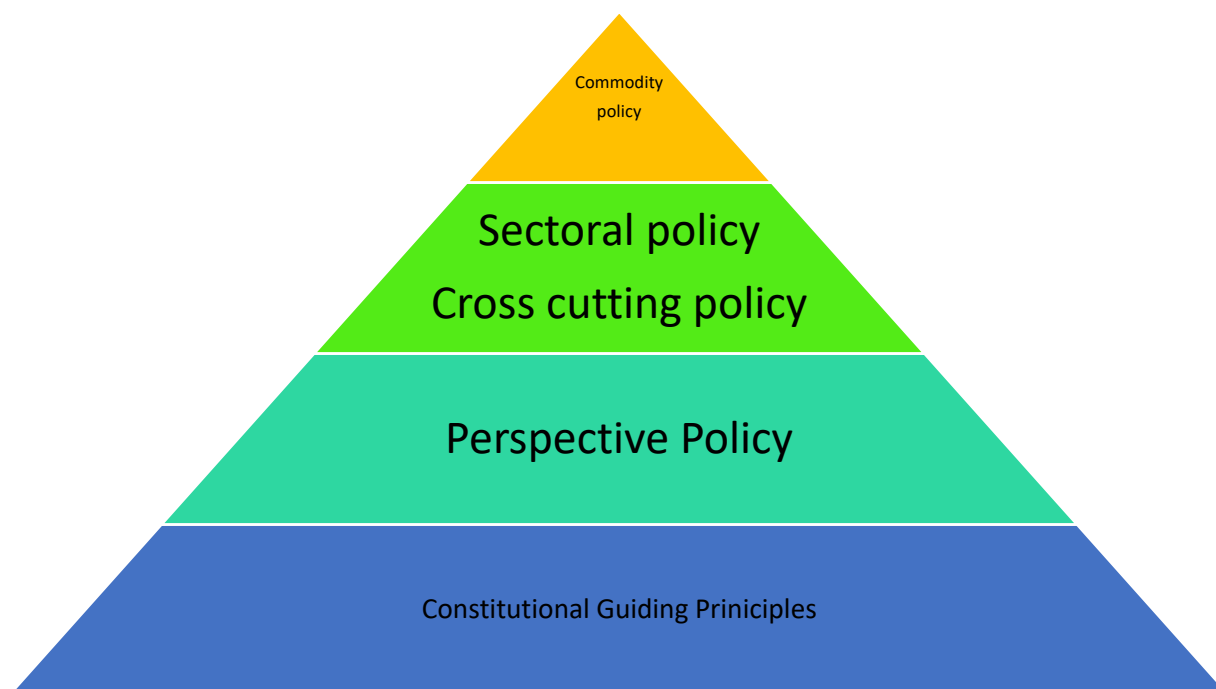 Commodity
policy
Sectoral policy
Cross cutting policy
Perspective Policy
Constitutional Guiding Priniciples